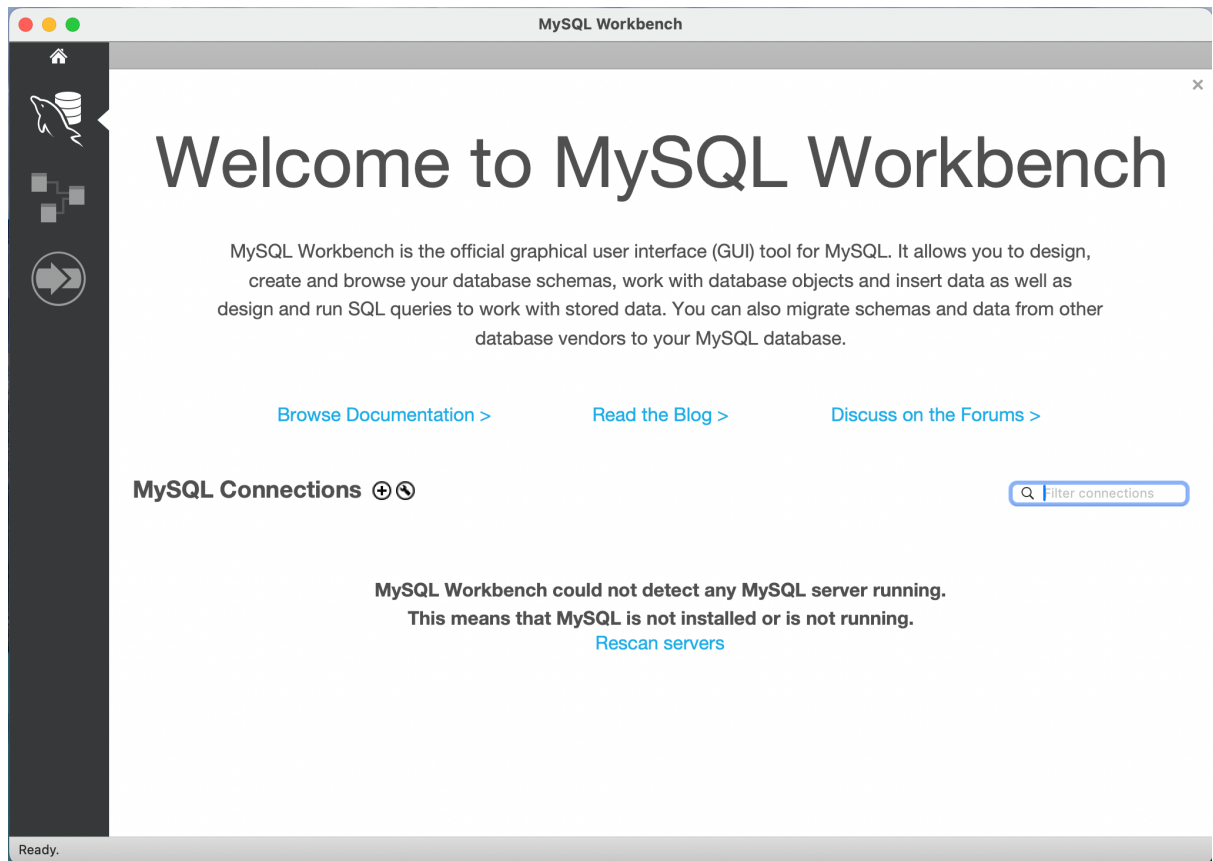 MySQL Workbench
Welcome to MySQL Workbench
MySQL Workbench is the official graphical user interface (GUI) tool for MySQL. It allows you to design,
create and browse your database schemas, work with database objects and insert data as well as
design and run SQL queries to work with stored data. You can also migrate schemas and data from other
database vendors to your MySQL database.
Browse Documentation > Read the Blog > Discuss on the Forums >
MySQL Connections Filter connections
MySQL Workbench could not detect any MySQL server running.
This means that MySQL is not installed or is not running.
Rescan servers
Ready.